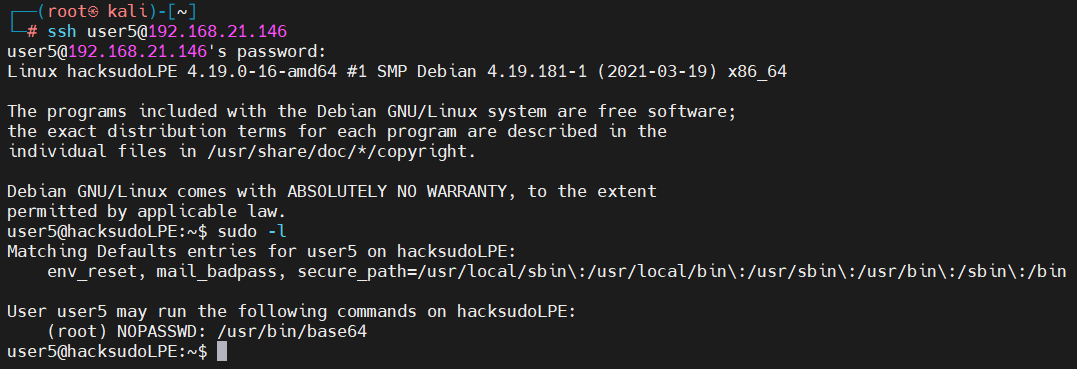 ┌──(root㉿ kali)-[~]
└─# ssh user5@192.168.21.146
user5@192.168.21.146's password:
Linux hacksudoLPE 4.19.0-16-amd64 #1 SMP Debian 4.19.181-1 (2021-03-19) x86_64
The programs included with the Debian GNU/Linux system are free software;
the exact distribution terms for each program are described in the
individual files in /usr/share/doc/*/copyright.
Debian GNU/Linux comes with ABSOLUTELY NO WARRANTY, to the extent
permitted by applicable law.
user5@hacksudoLPE:~$ sudo -l
Matching Defaults entries for user5 on hacksudoLPE:
    env_reset, mail_badpass, secure_path=/usr/local/sbin\:/usr/local/bin\:/usr/sbin\:/usr/bin\:/sbin\:/bin
User user5 may run the following commands on hacksudoLPE:
    (root) NOPASSWD: /usr/bin/base64
user5@hacksudoLPE:~$